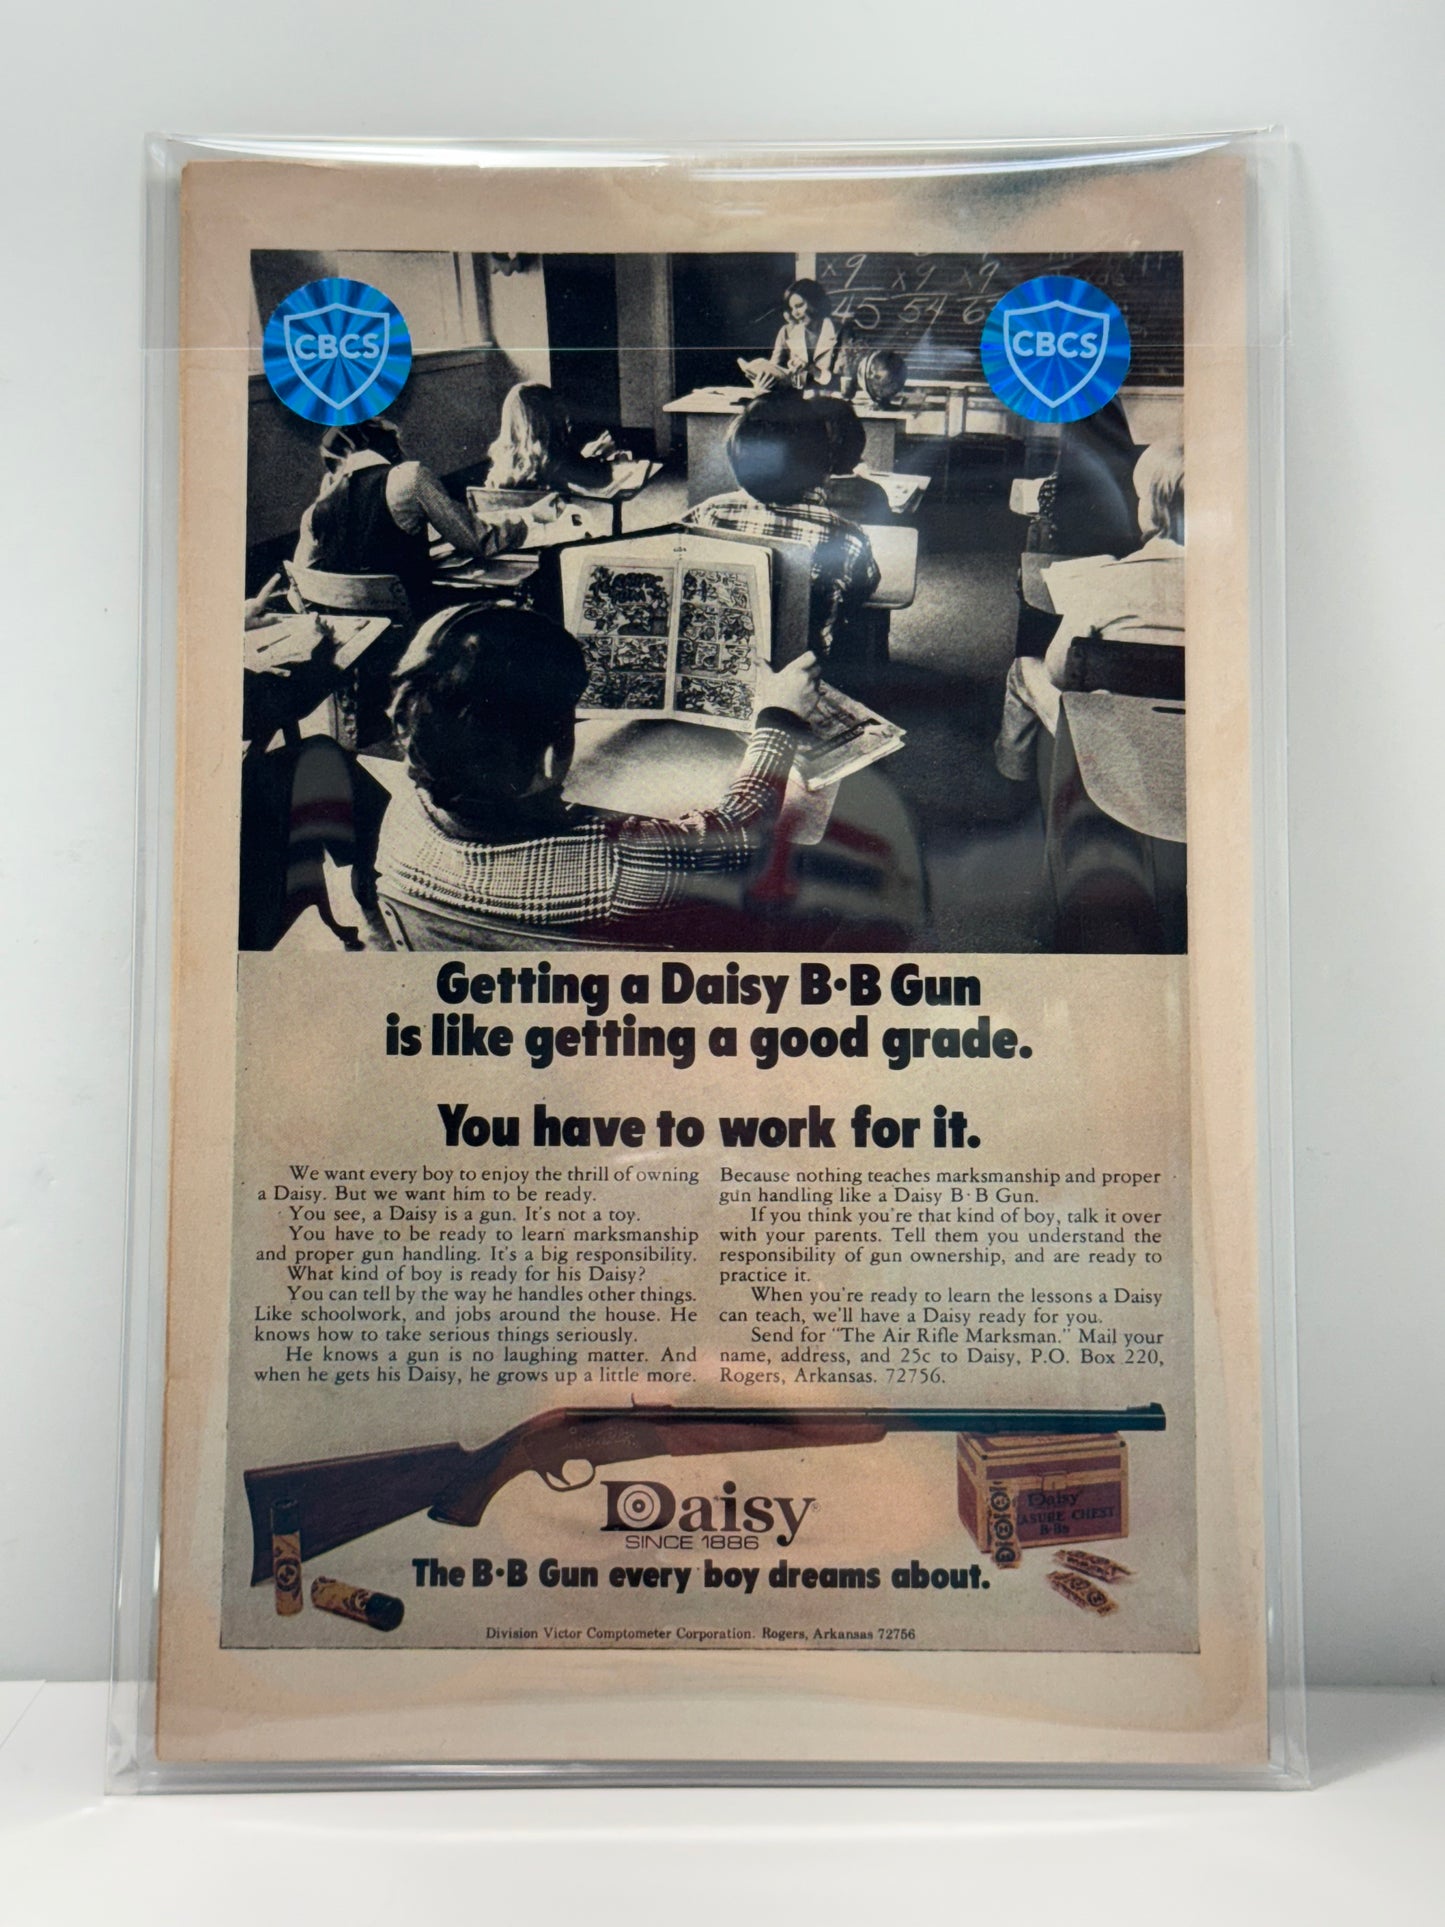 ×9 ×9 ×9
45 54 6
CBCS
CBCS
Getting a Daisy B·B Gun
is like getting a good grade.
You have to work for it.
We want every boy to enjoy the thrill of owning
a Daisy. But we want him to be ready.
You see, a Daisy is a gun. It's not a toy.
You have to be ready to learn marksmanship
and proper gun handling. It's a big responsibility.
What kind of boy is ready for his Daisy?
You can tell by the way he handles other things.
Like schoolwork, and jobs around the house. He
knows how to take serious things seriously.
He knows a gun is no laughing matter. And
when he gets his Daisy, he grows up a little more.
Because nothing teaches marksmanship and proper
gun handling like a Daisy B·B Gun.
If you think you're that kind of boy, talk it over
with your parents. Tell them you understand the
responsibility of gun ownership, and are ready to
practice it.
When you're ready to learn the lessons a Daisy
can teach, we'll have a Daisy ready for you.
Send for "The Air Rifle Marksman." Mail your
name, address, and 25c to Daisy, P.O. Box 220,
Rogers, Arkansas. 72756.
Daisy®
SINCE 1886
Daisy
ASURE CHEST
B·Bs
The B·B Gun every boy dreams about.
Division Victor Comptometer Corporation. Rogers, Arkansas 72756